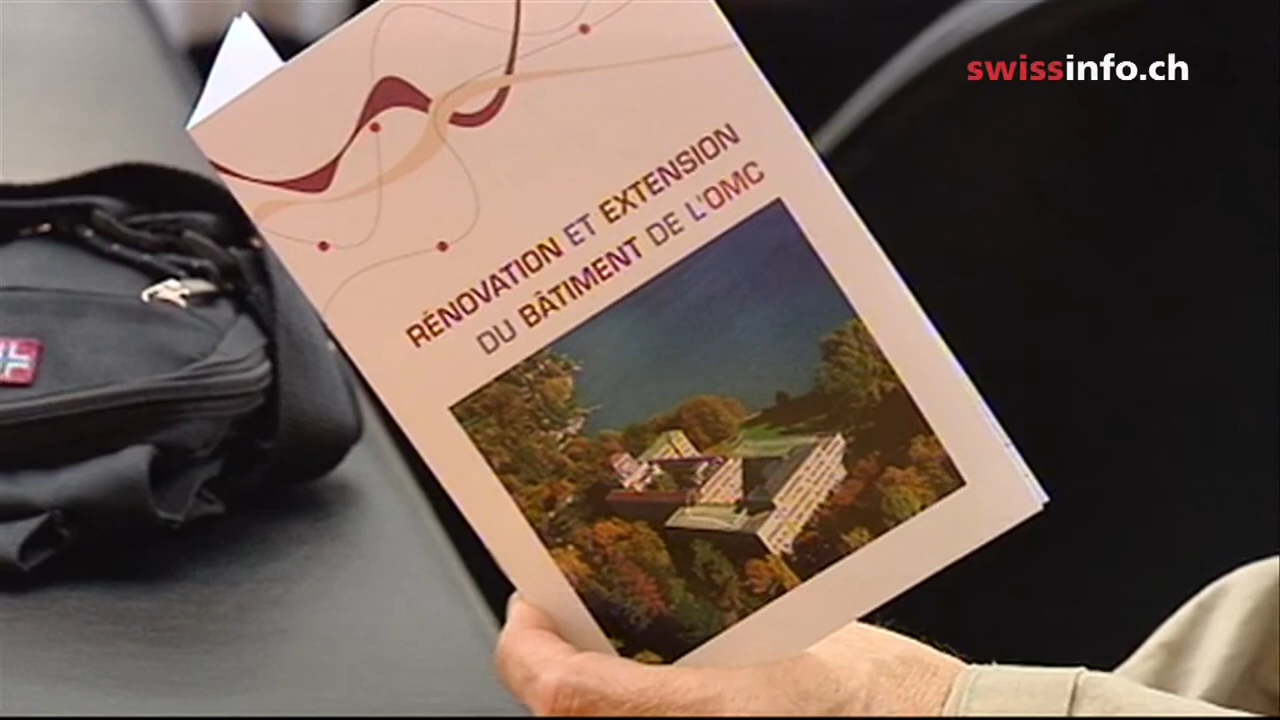 swissinfo.ch
RÉNOVATION ET EXTENSION
DU BÂTIMENT DE L'OMC